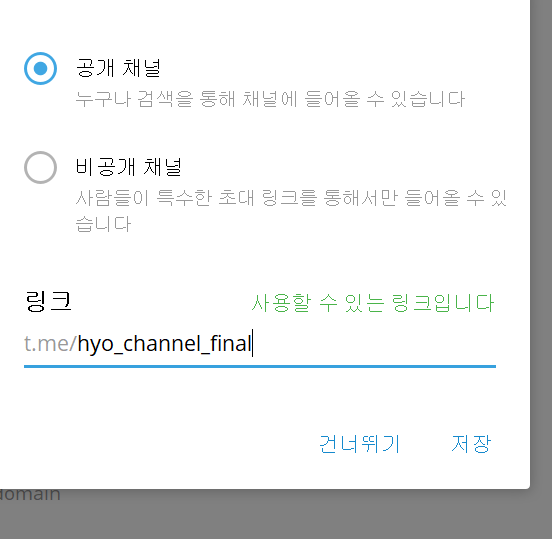 공개 채널
누구나 검색을 통해 채널에 들어올 수 있습니다
비공개 채널
사람들이 특수한 초대 링크를 통해서만 들어올 수 있
습니다
링크 사용할 수 있는 링크입니다
t.me/hyo_channel_final
건너뛰기 저장
domain